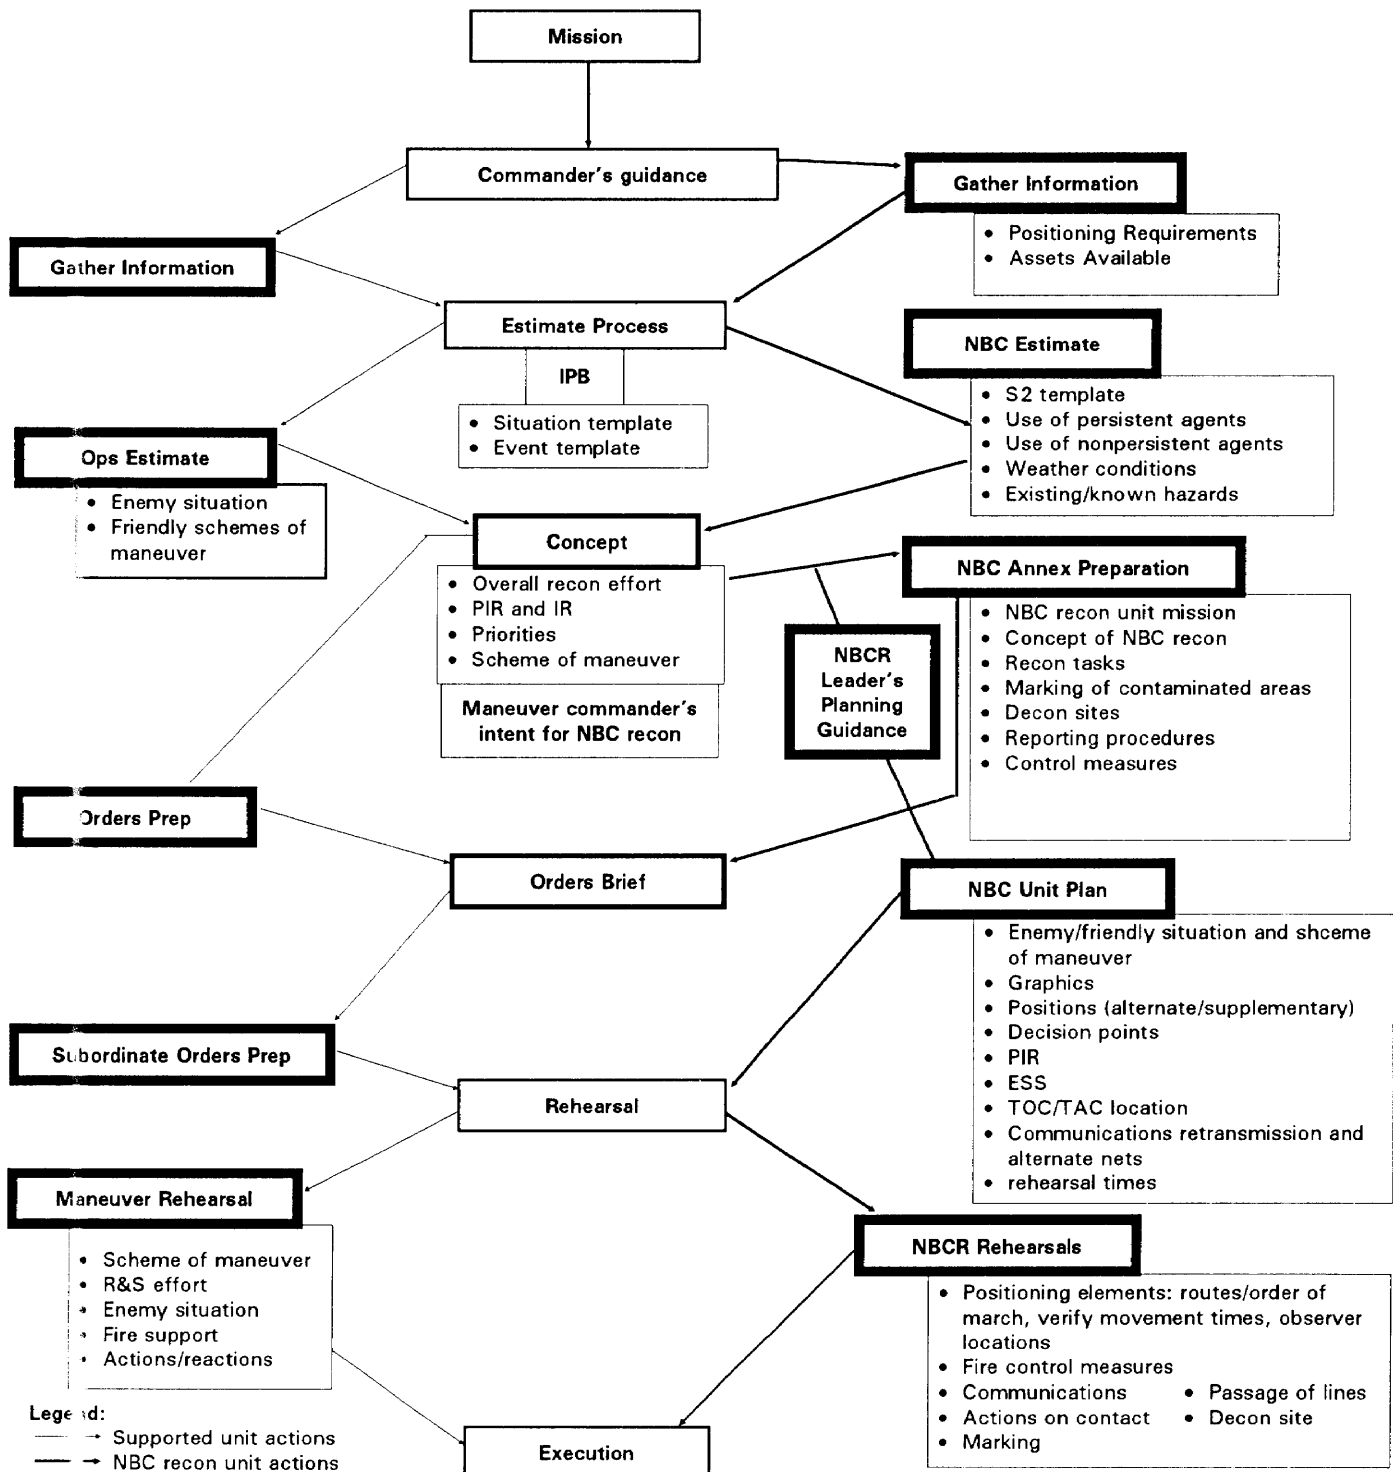 Mission
Commander's guidance
Gather Information
• Positioning Requirements
• Assets Available
Gather Information
Estimate Process
IPB
• Situation template
• Event template
NBC Estimate
• S2 template
• Use of persistent agents
• Use of nonpersistent agents
• Weather conditions
• Existing/known hazards
Ops Estimate
• Enemy situation
• Friendly schemes of
maneuver
Concept
• Overall recon effort
• PIR and IR
• Priorities
• Scheme of maneuver
Maneuver commander's
intent for NBC recon
NBC Annex Preparation
• NBC recon unit mission
• Concept of NBC recon
• Recon tasks
• Marking of contaminated areas
• Decon sites
• Reporting procedures
• Control measures
NBCR
Leader's
Planning
Guidance
Orders Prep
Orders Brief
NBC Unit Plan
• Enemy/friendly situation and shceme
of maneuver
• Graphics
• Positions (alternate/supplementary)
• Decision points
• PIR
• ESS
• TOC/TAC location
• Communications retransmission and
alternate nets
• rehearsal times
Subordinate Orders Prep
Rehearsal
Maneuver Rehearsal
• Scheme of maneuver
• R&S effort
• Enemy situation
• Fire support
• Actions/reactions
NBCR Rehearsals
• Positioning elements: routes/order of
march, verify movement times, observer
locations
• Fire control measures
• Communications • Passage of lines
• Actions on contact • Decon site
• Marking
Execution
Legend:
Supported unit actions
NBC recon unit actions